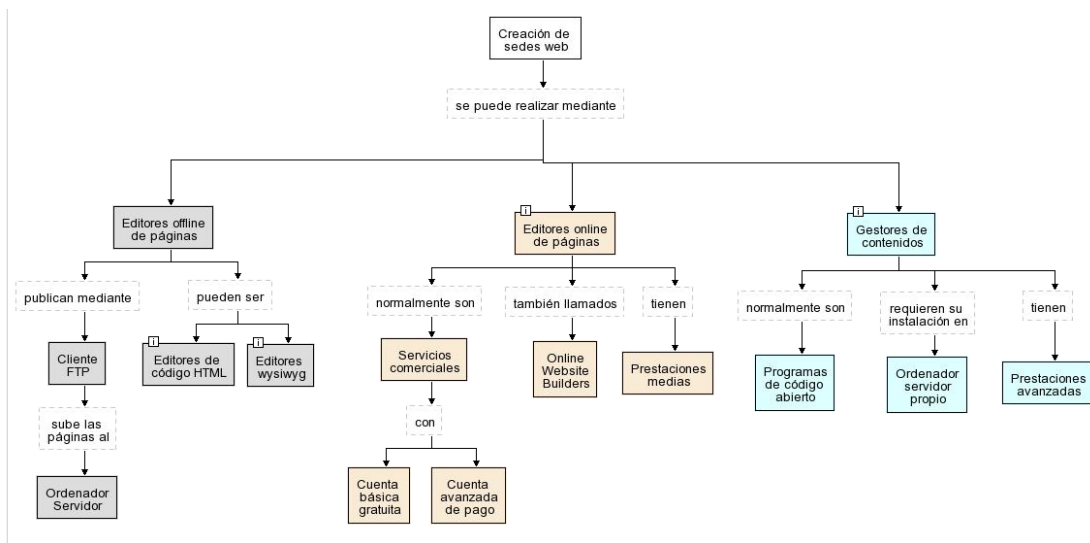 Creación de
sedes web
se puede realizar mediante
i
Editores offline
de páginas
Editores online
de páginas
i
Gestores de
contenidos
publican mediante
pueden ser
normalmente son
también llamados
tienen
normalmente son
requieren su
instalación en
tienen
Cliente
FTP
i
Editores de
código HTML
i
Editores
wysiwyg
Servicios
comerciales
Online
Website
Builders
Prestaciones
medias
Programas
de código
abierto
Ordenador
servidor
propio
Prestaciones
avanzadas
sube las
páginas al
con
Ordenador
Servidor
Cuenta
básica
gratuita
Cuenta
avanzada
de pago